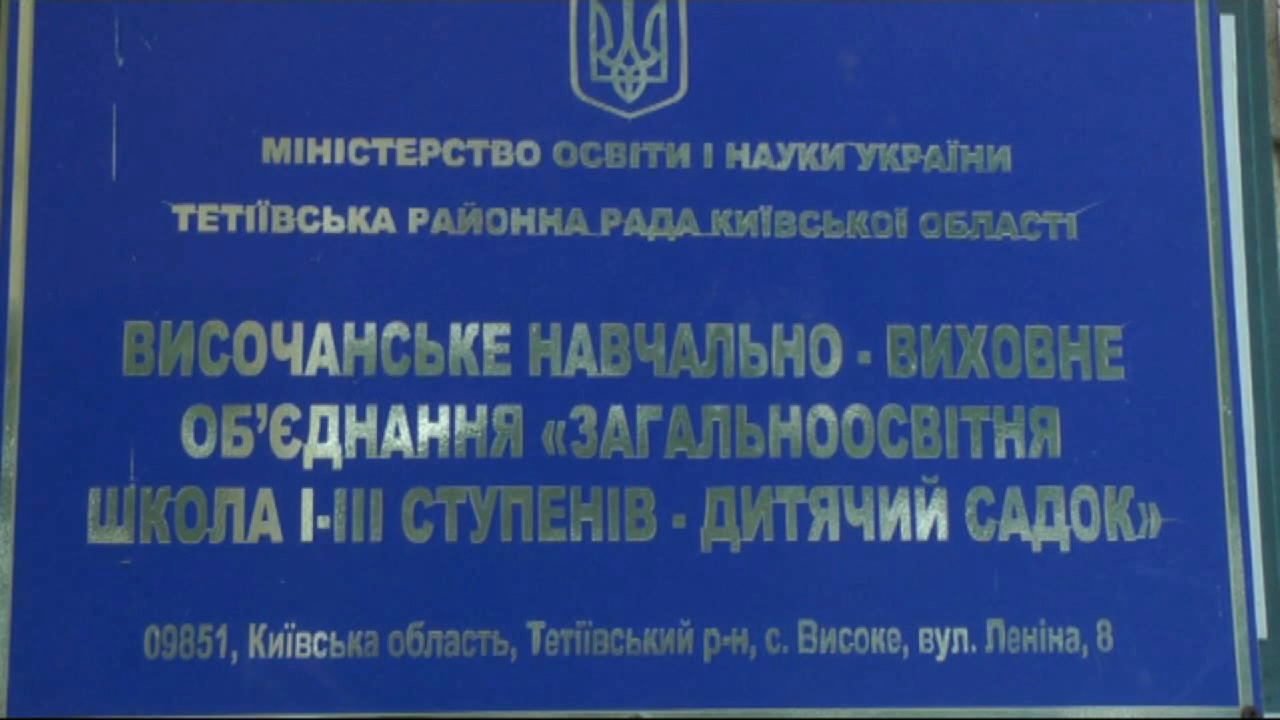 МІНІСТЕРСТВО ОСВІТИ І НАУКИ УКРАЇНИ
ТЕТІЇВСЬКА РАЙОННА РАДА КИЇВСЬКОЇ ОБЛАСТІ
ВИСОЧАНСЬКЕ НАВЧАЛЬНО - ВИХОВНЕ
ОБ’ЄДНАННЯ «ЗАГАЛЬНООСВІТНЯ
ШКОЛА І-ІІІ СТУПЕНІВ - ДИТЯЧИЙ САДОК»
09851, Київська область, Тетіївський р-н, с. Високе, вул. Леніна, 8